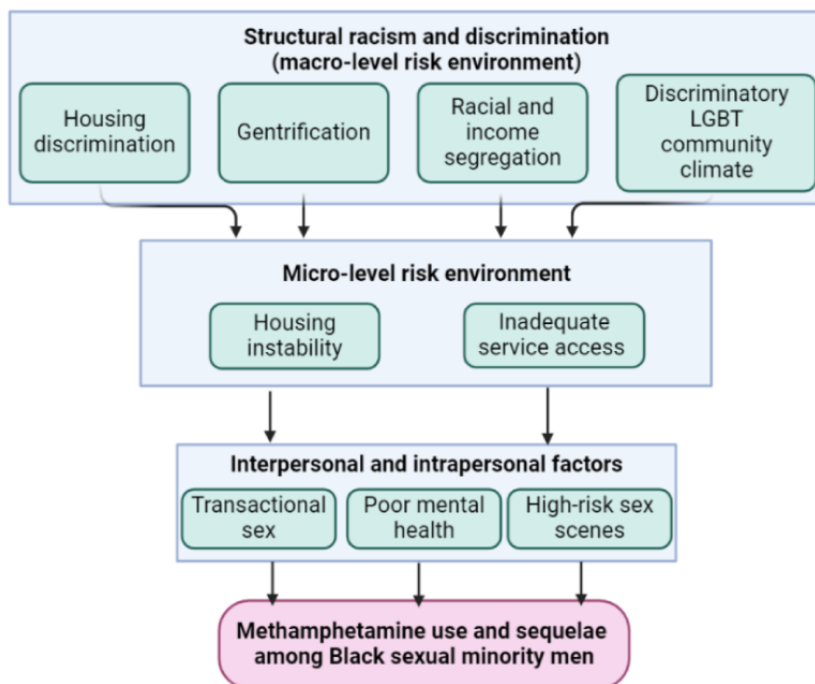 Structural racism and discrimination
(macro-level risk environment)
Housing
discrimination
Gentrification
Racial and
income
segregation
Discriminatory
LGBT
community
climate
Micro-level risk environment
Housing
instability
Inadequate
service access
Interpersonal and intrapersonal factors
Transactional
sex
Poor mental
health
High-risk sex
scenes
Methamphetamine use and sequelae
among Black sexual minority men